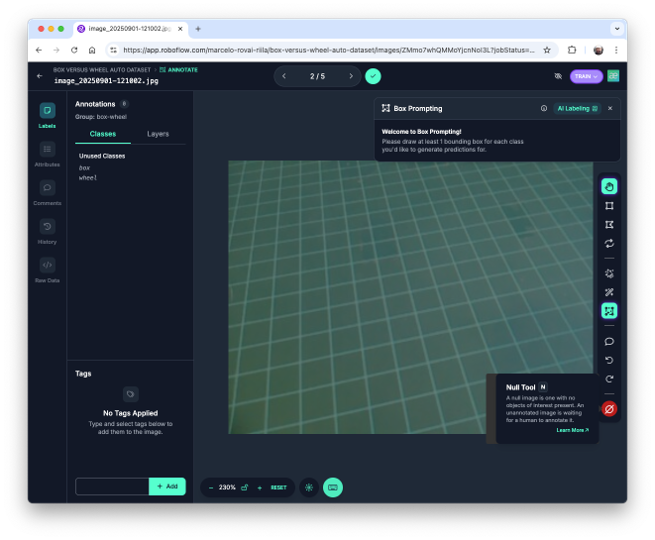 image_20250901-121002.jpg
https://app.roboflow.com/marcelo-rovai-riila/box-versus-wheel-auto-dataset/images/ZMmo7whQMMoYjcnNol3L?jobStatus=...
BOX VERSUS WHEEL AUTO DATASET
ANNOTATE
image_20250901-121002.jpg
2 / 5
TRAIN
Labels
Attributes
Comments
History
Raw Data
Annotations 0
Group: box-wheel
Classes
Layers
Unused Classes
box
wheel
Box Prompting
AI Labeling
Welcome to Box Prompting!
Please draw at least 1 bounding box for each class
you'd like to generate predictions for.
Tags
No Tags Applied
Type and select tags below to
add them to the image.
+ Add
Null Tool N
A null image is one with no
objects of interest present. An
unannotated image is waiting
for a human to annotate it.
Learn More
− 230% + RESET